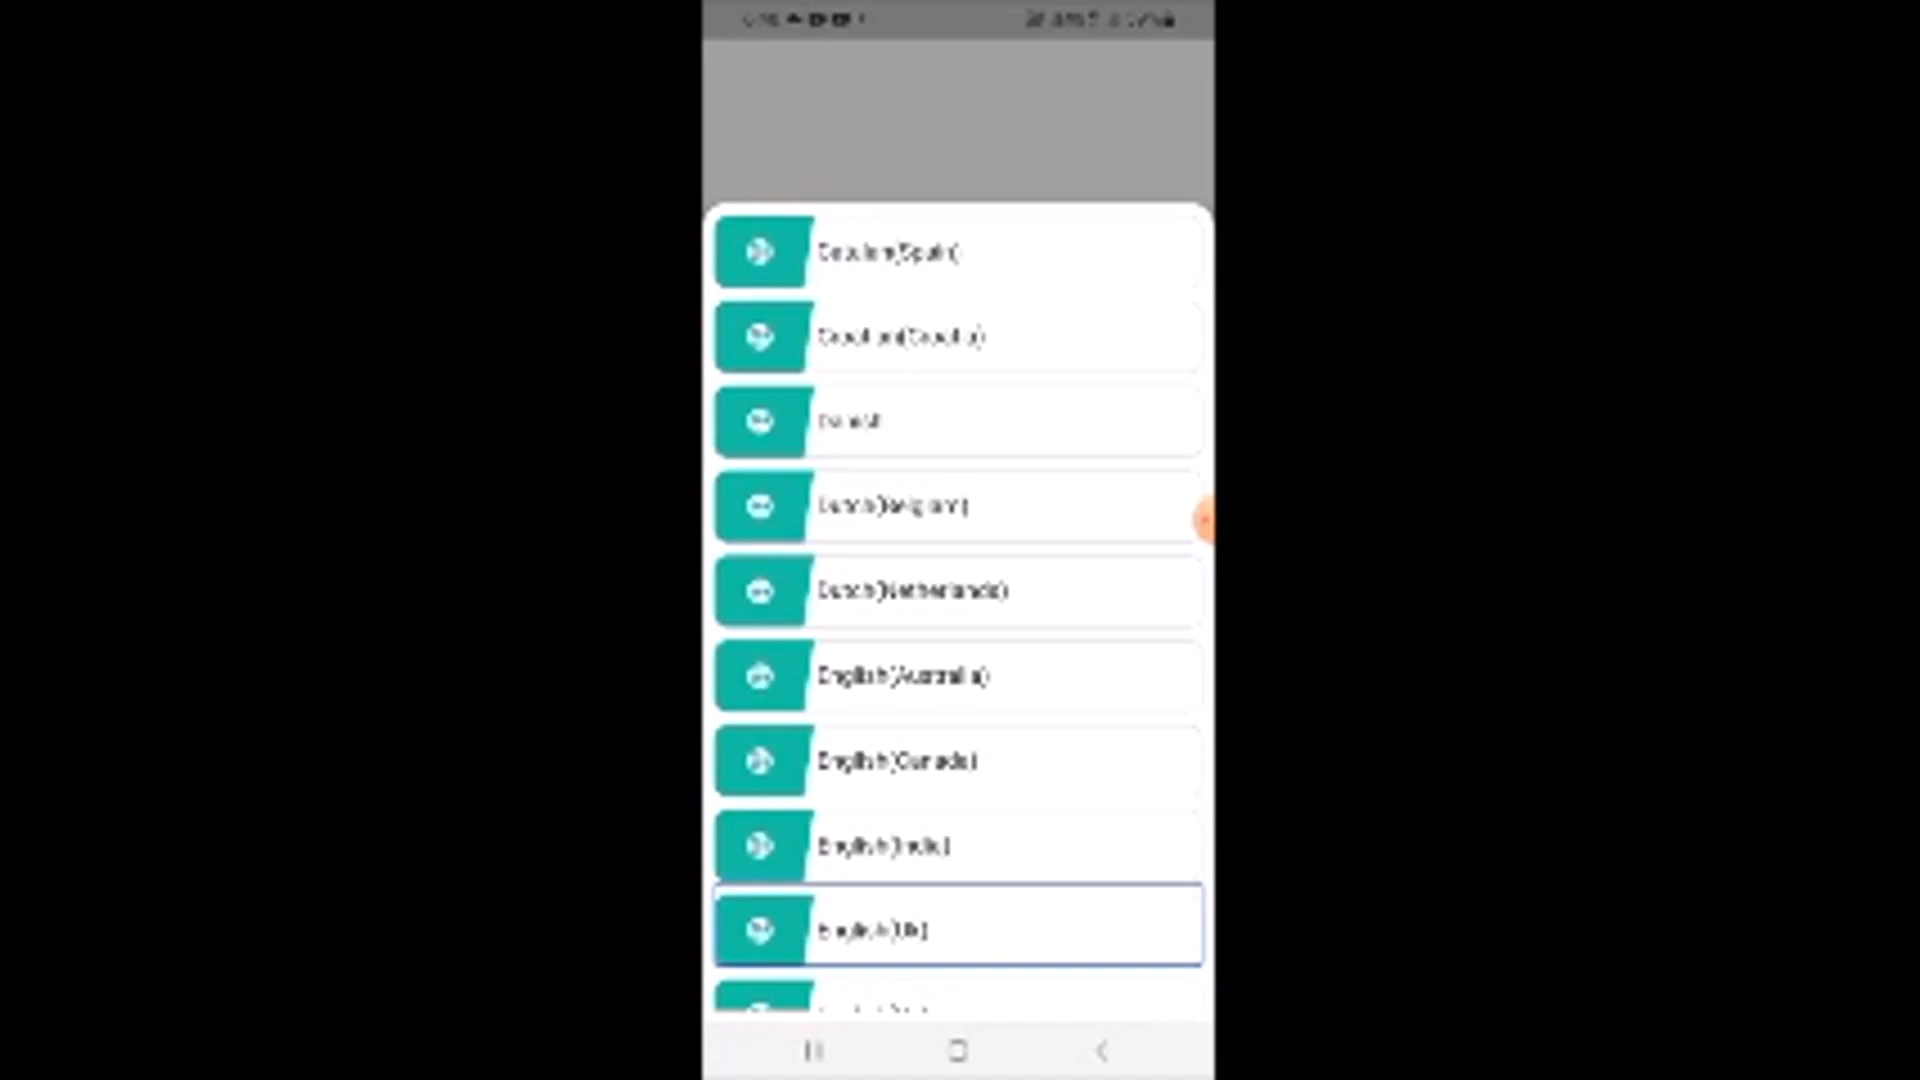 Catalan(Spain)
Croatian(Croatia)
Danish
Dutch(Belgium)
Dutch(Netherlands)
English(Australia)
English(Canada)
English(India)
English(Uk)